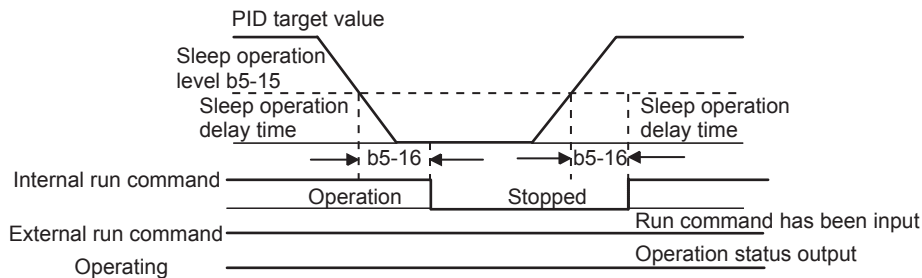 PID target value
Sleep operation
level b5-15
Sleep operation
delay time
Sleep operation
delay time
b5-16
b5-16
Internal run command
Operation
Stopped
Run command has been input
External run command
Operation status output
Operating